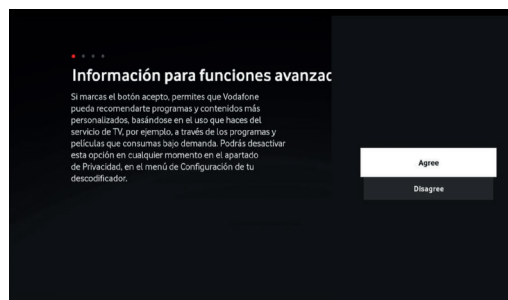 Información para funciones avanzad
Si marcas el botón acepto, permites que Vodafone
pueda recomendarte programas y contenidos más
personalizados, basándose en el uso que haces del
servicio de TV, por ejemplo, a través de los programas y
películas que consumas bajo demanda. Podrás desactivar
esta opción en cualquier momento en el apartado
de Privacidad, en el menú de Configuración de tu
descodificador.
Agree
Disagree